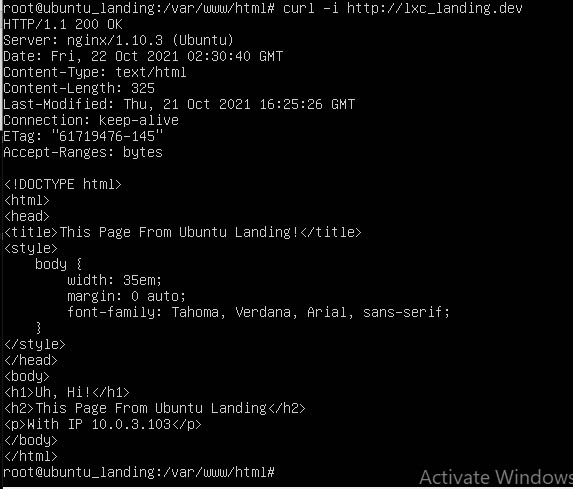 root@ubuntu_landing:/var/www/html# curl -i http://lxc_landing.dev
HTTP/1.1 200 OK
Server: nginx/1.10.3 (Ubuntu)
Date: Fri, 22 Oct 2021 02:30:40 GMT
Content-Type: text/html
Content-Length: 325
Last-Modified: Thu, 21 Oct 2021 16:25:26 GMT
Connection: keep-alive
ETag: "61719476-145"
Accept-Ranges: bytes

<!DOCTYPE html>
<html>
<head>
<title>This Page From Ubuntu Landing!</title>
<style>
    body {
        width: 35em;
        margin: 0 auto;
        font-family: Tahoma, Verdana, Arial, sans-serif;
    }
</style>
</head>
<body>
<h1>Uh, Hi!</h1>
<h2>This Page From Ubuntu Landing</h2>
<p>With IP 10.0.3.103</p>
</body>
</html>
root@ubuntu_landing:/var/www/html#
Activate Windows